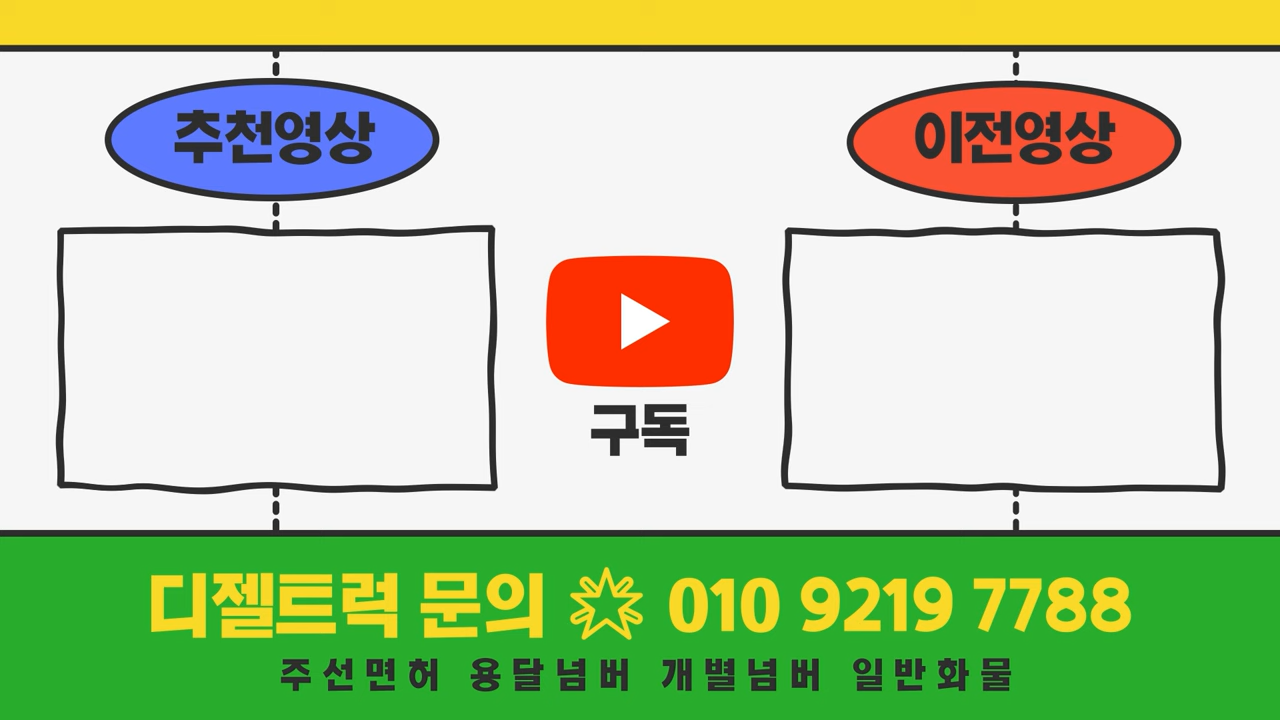 추천영상
이전영상
구독
디젤트럭 문의 010 9219 7788
주선면허 용달넘버 개별넘버 일반화물